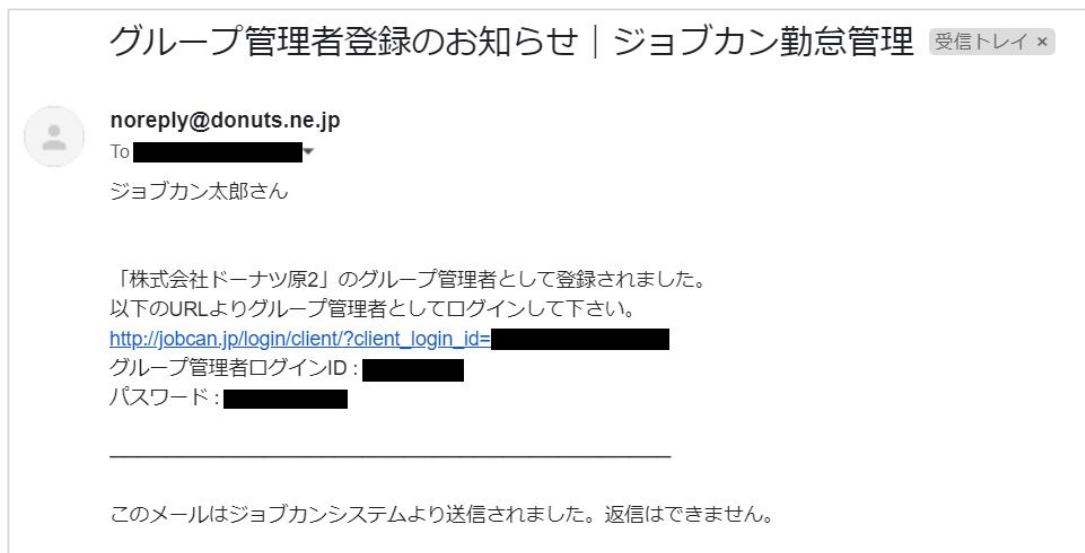 グループ管理者登録のお知らせ｜ジョブカン勤怠管理 受信トレイ ×
noreply@donuts.ne.jp
To
ジョブカン太郎さん
「株式会社ドーナツ原2」のグループ管理者として登録されました。
以下のURLよりグループ管理者としてログインして下さい。
http://jobcan.jp/login/client/?client_login_id=
グループ管理者ログインID :
パスワード :
このメールはジョブカンシステムより送信されました。返信はできません。